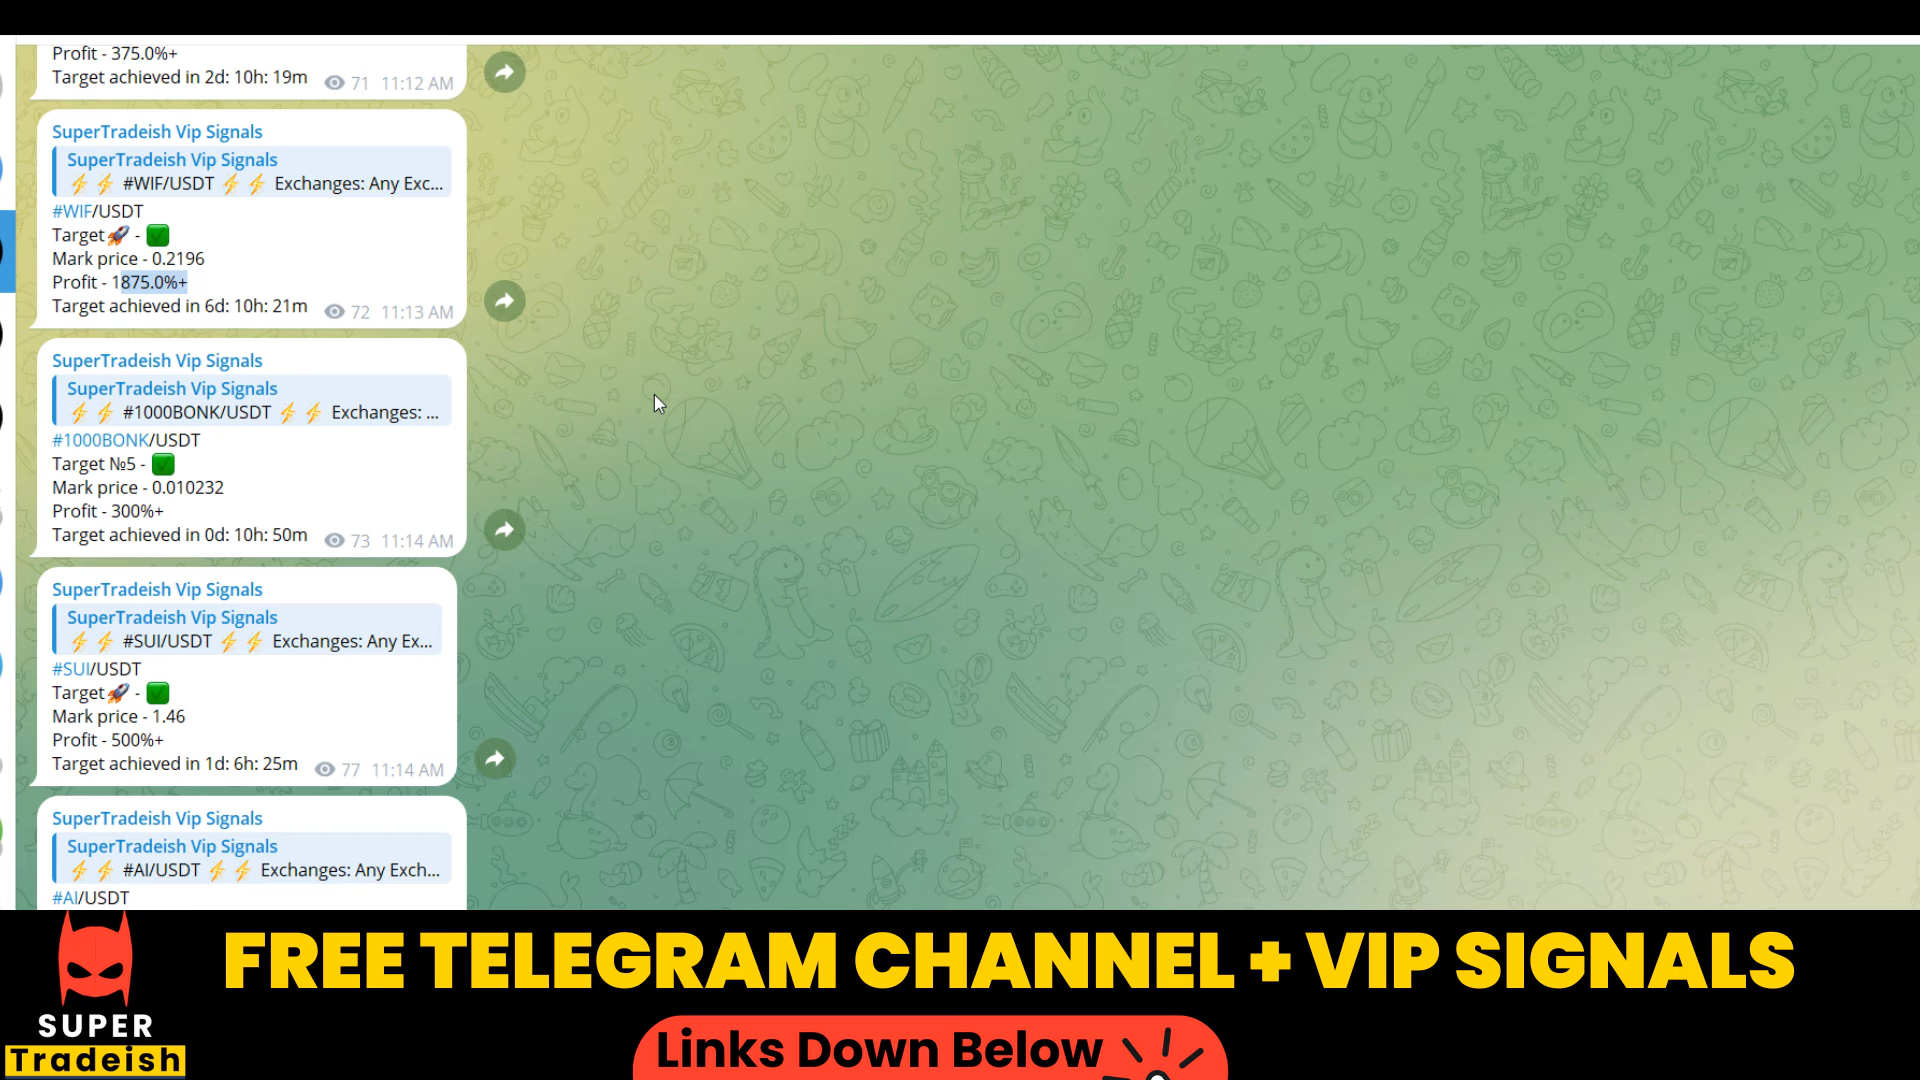 Profit - 375.0%+
Target achieved in 2d: 10h: 19m 71 11:12 AM
SuperTradeish Vip Signals
SuperTradeish Vip Signals
⚡ ⚡ #WIF/USDT ⚡ ⚡ Exchanges: Any Exc...
#WIF/USDT
Target🚀 - ✅
Mark price - 0.2196
Profit - 1875.0%+
Target achieved in 6d: 10h: 21m 72 11:13 AM
SuperTradeish Vip Signals
SuperTradeish Vip Signals
⚡ ⚡ #1000BONK/USDT ⚡ ⚡ Exchanges: ...
#1000BONK/USDT
Target №5 - ✅
Mark price - 0.010232
Profit - 300%+
Target achieved in 0d: 10h: 50m 73 11:14 AM
SuperTradeish Vip Signals
SuperTradeish Vip Signals
⚡ ⚡ #SUI/USDT ⚡ ⚡ Exchanges: Any Ex...
#SUI/USDT
Target🚀 - ✅
Mark price - 1.46
Profit - 500%+
Target achieved in 1d: 6h: 25m 77 11:14 AM
SuperTradeish Vip Signals
SuperTradeish Vip Signals
⚡ ⚡ #AI/USDT ⚡ ⚡ Exchanges: Any Exch...
#AI/USDT
FREE TELEGRAM CHANNEL + VIP SIGNALS
SUPER
Tradeish
Links Down Below